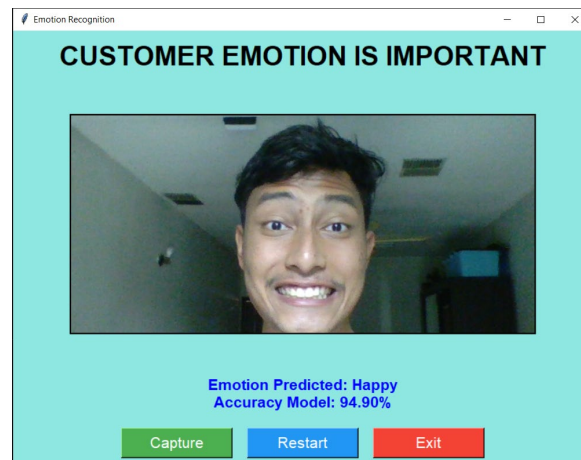 Emotion Recognition
CUSTOMER EMOTION IS IMPORTANT
Emotion Predicted: Happy
Accuracy Model: 94.90%
Capture Restart Exit